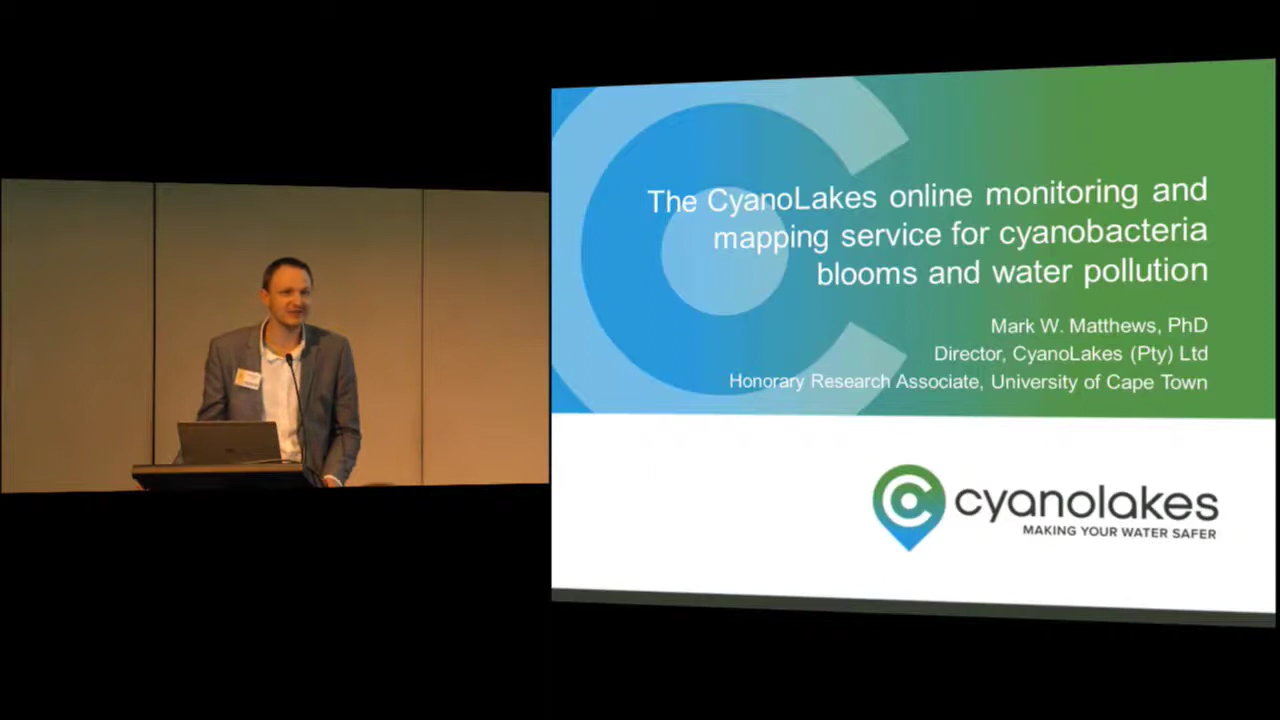 The CyanoLakes online monitoring and
mapping service for cyanobacteria
blooms and water pollution
Mark W. Matthews, PhD
Director, CyanoLakes (Pty) Ltd
Honorary Research Associate, University of Cape Town
cyanolakes
MAKING YOUR WATER SAFER